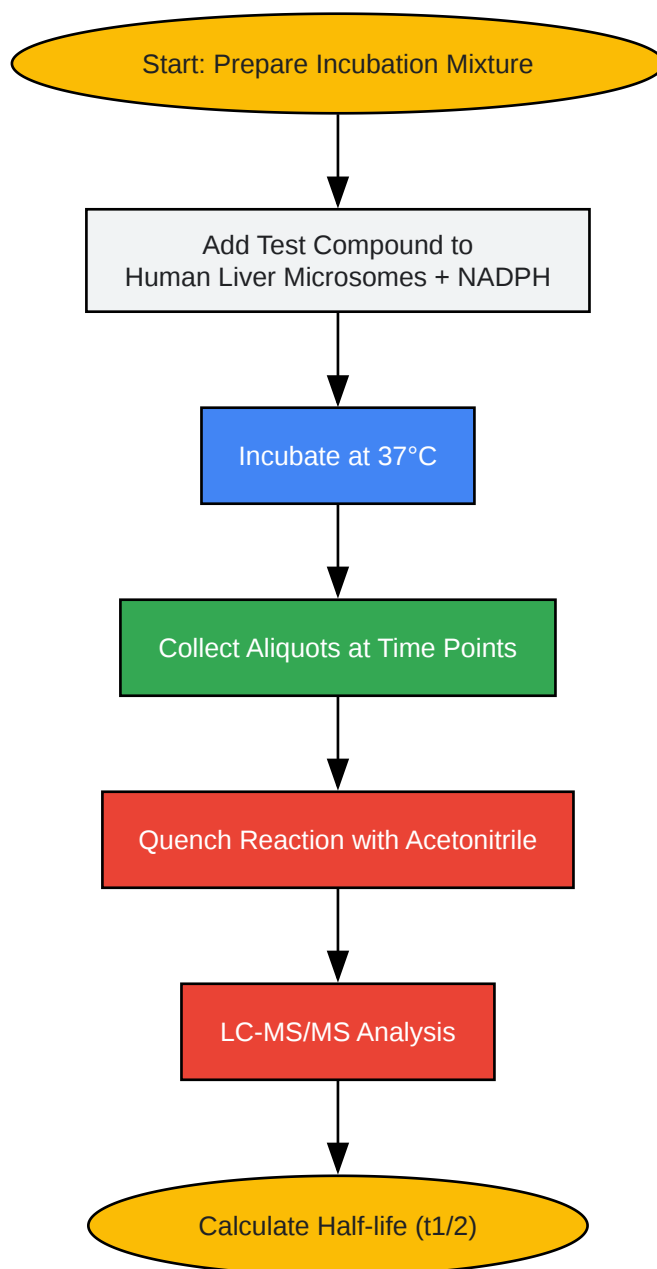 Start: Prepare Incubation Mixture
Add Test Compound to
Human Liver Microsomes + NADPH
Incubate at 37°C
Collect Aliquots at Time Points
Quench Reaction with Acetonitrile
LC-MS/MS Analysis
Calculate Half-life (t1/2)